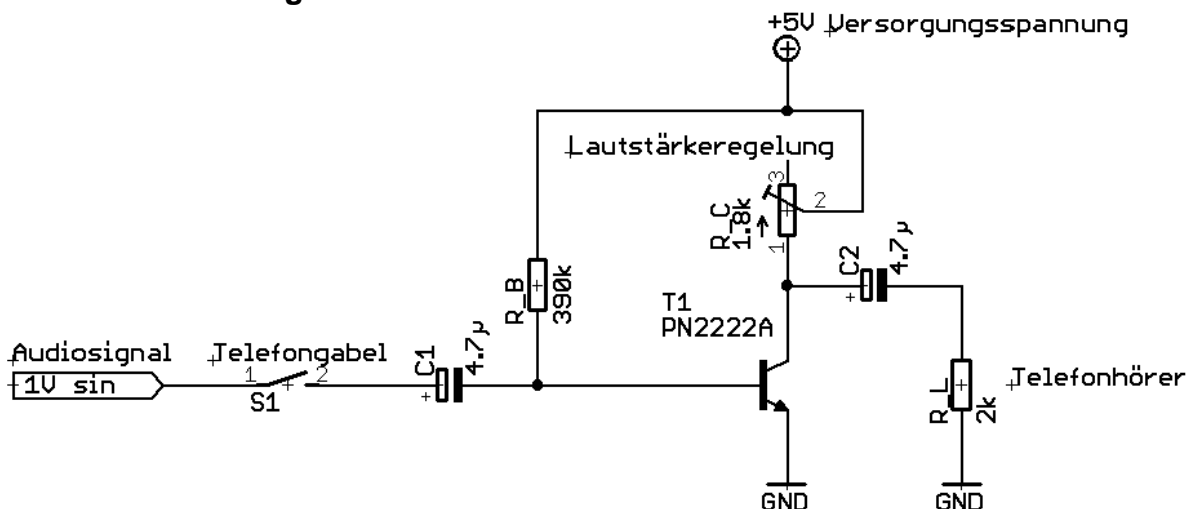 g
+5V Versorgungsspannung
Lautstärkeregelung
3
2
R_C
1.8k
1
C2
4.7µ
R_B
390k
T1
PN2222A
Audiosignal
Telefongabel
C1
4.7µ
1V sin
1
2
S1
+
+
R_L
2k
Telefonhörer
GND
GND